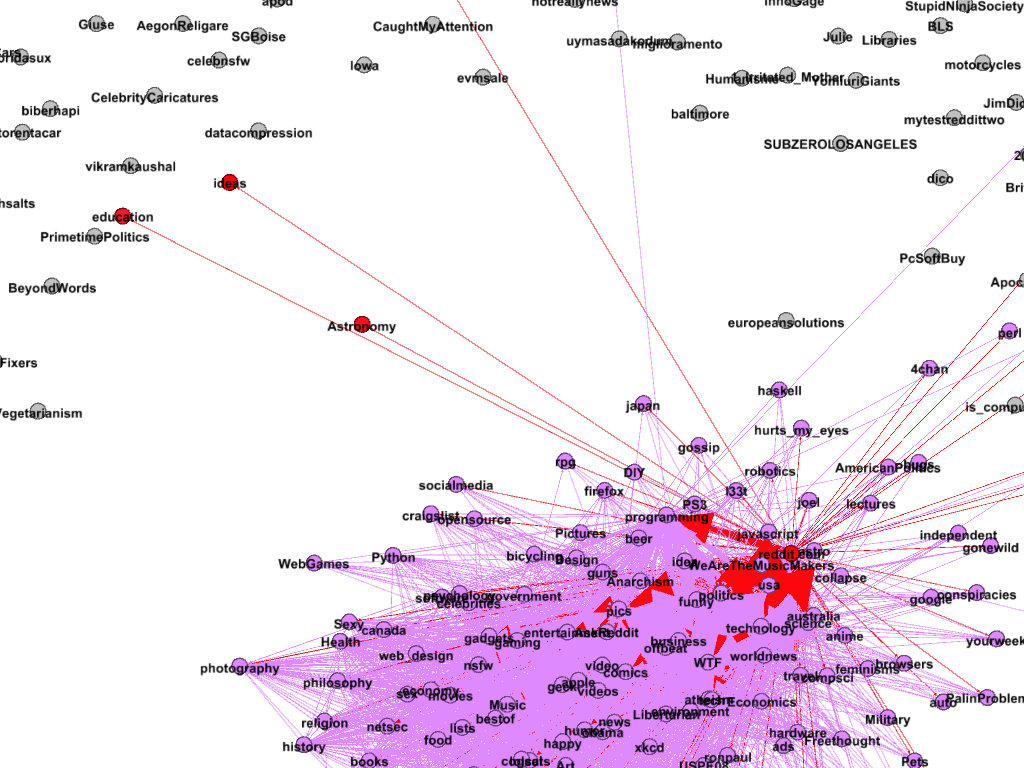 apod
notreallynews
InnoGage
StupidNinjaSociety
Giuse
AegonReligare
CaughtMyAttention
BLS
SGBoise
uymasadakodum
miglioramento
Julie
Libraries
celebnsfw
Iowa
motorcycles
evmsale
Humanisme
Irritated_Mother
YomiuriGiants
CelebrityCaricatures
biberhapi
JimDic
baltimore
mytestreddittwo
torentacar
datacompression
SUBZEROLOSANGELES
vikramkaushal
ideas
dico
Bri
hsalts
education
PrimetimePolitics
PcSoftBuy
BeyondWords
Apoc
Astronomy
europeansolutions
perl
Fixers
4chan
haskell
japan
is_compu
Vegetarianism
hurts_my_eyes
gossip
rpg
DIY
robotics
AmericanPolitics
bugs
socialmedia
firefox
l33t
PS3
joel
lectures
craigslist
opensource
programming
Pictures
beer
javascript
independent
gonewild
WebGames
Python
bicycling
Design
idea
reddit.com
WeAreTheMusicMakers
guns
collapse
Anarchism
usa
psychology
government
celebrities
pics
funny
politics
google
conspiracies
australia
science
Sexy
canada
gadgets
entertainment
AskReddit
technology
anime
Health
gaming
business
offbeat
yourweek
web_design
nsfw
video
comics
WTF
worldnews
browsers
feminisms
photography
philosophy
apple
geek
videos
travel
compsci
economy
sex
movies
Music
bestof
atheism
Economics
environment
Libertarian
auto
PalinProblem
religion
netsec
lists
news
humor
obama
Military
history
food
happy
xkcd
hardware
ads
Freethought
books
lolcats
Art
ronpaul
USPE08
Pets